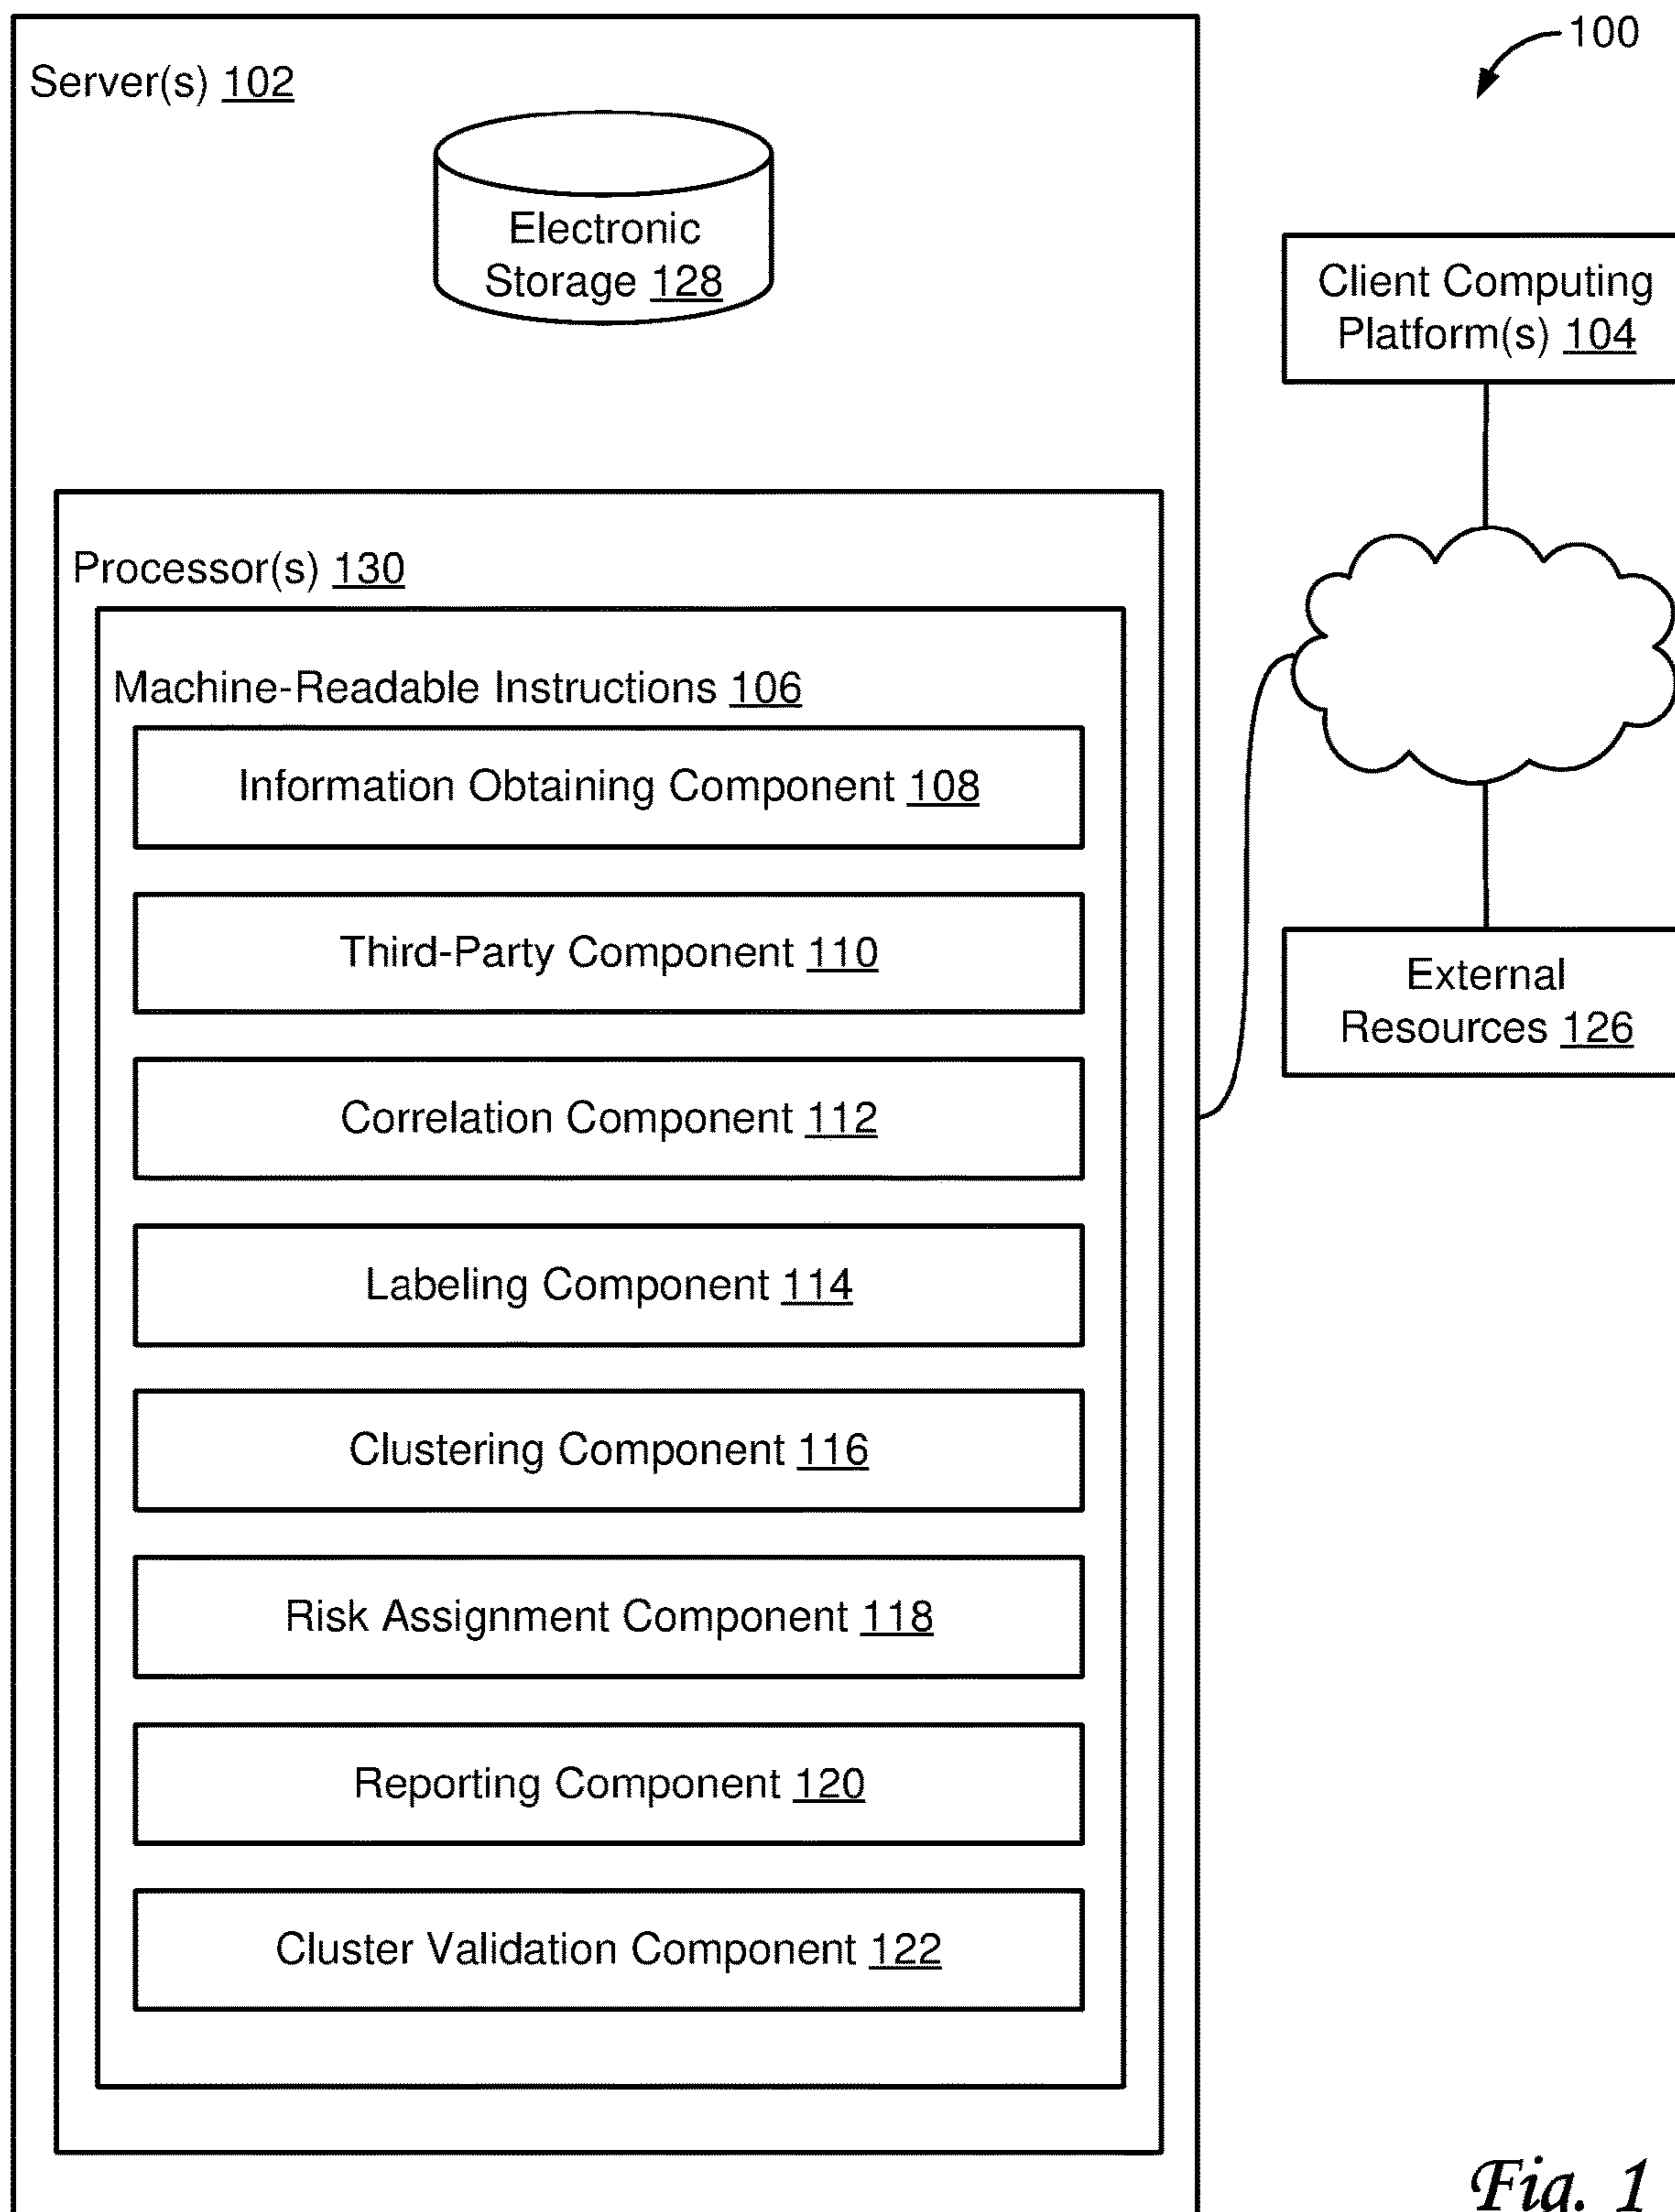 100
Server(s) 102
Electronic
Storage 128
Client Computing
Platform(s) 104
Processor(s) 130
Machine-Readable Instructions 106
Information Obtaining Component 108
Third-Party Component 110
External
Resources 126
Correlation Component 112
Labeling Component 114
Clustering Component 116
Risk Assignment Component 118
Reporting Component 120
Cluster Validation Component 122
Fig. 1